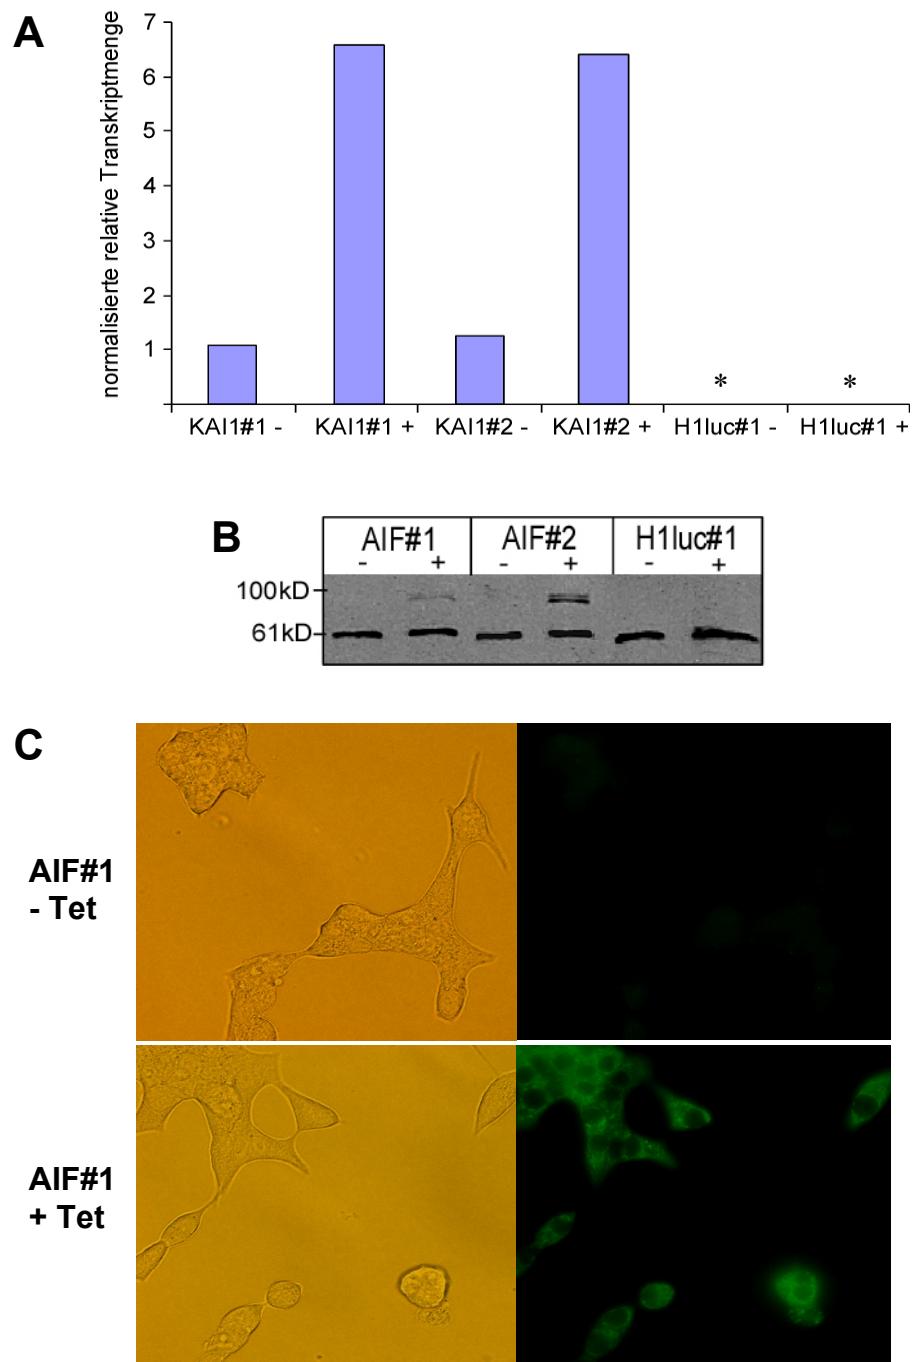 A
normalisierte relative Transkriptmenge
7
6
5
4
3
2
1
* *
KAI1#1 - KAI1#1 + KAI1#2 - KAI1#2 + H1luc#1 - H1luc#1 +
B
AIF#1 AIF#2 H1luc#1
- + - + - +
100kD
61kD
C
AIF#1
- Tet
AIF#1
+ Tet